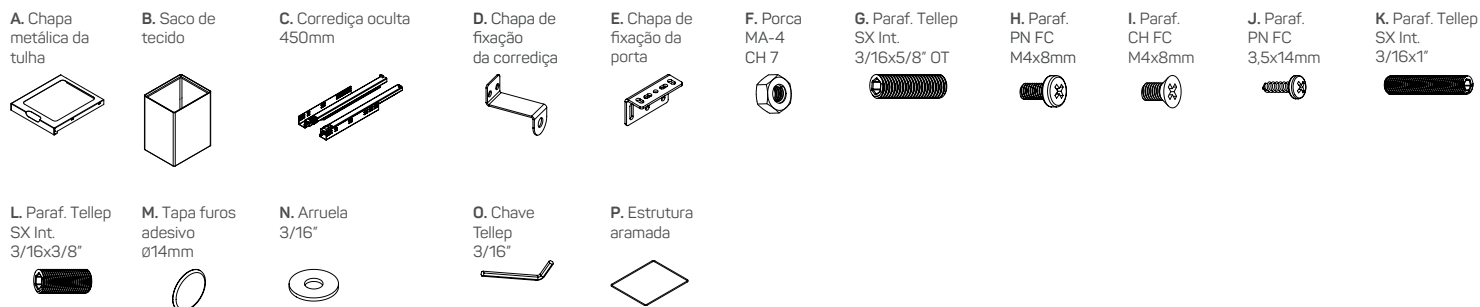 A. Chapa
metálica da
tulha
B. Saco de
tecido
C. Corrediça oculta
450mm
D. Chapa de
fixação
da corrediça
E. Chapa de
fixação da
porta
F. Porca
MA-4
CH 7
G. Paraf. Tellep
SX Int.
3/16x5/8" OT
H. Paraf.
PN FC
M4x8mm
I. Paraf.
CH FC
M4x8mm
J. Paraf.
PN FC
3,5x14mm
K. Paraf. Tellep
SX Int.
3/16x1"
L. Paraf. Tellep
SX Int.
3/16x3/8"
M. Tapa furos
adesivo
ø14mm
N. Arruela
3/16"
O. Chave
Tellep
3/16"
P. Estrutura
aramada